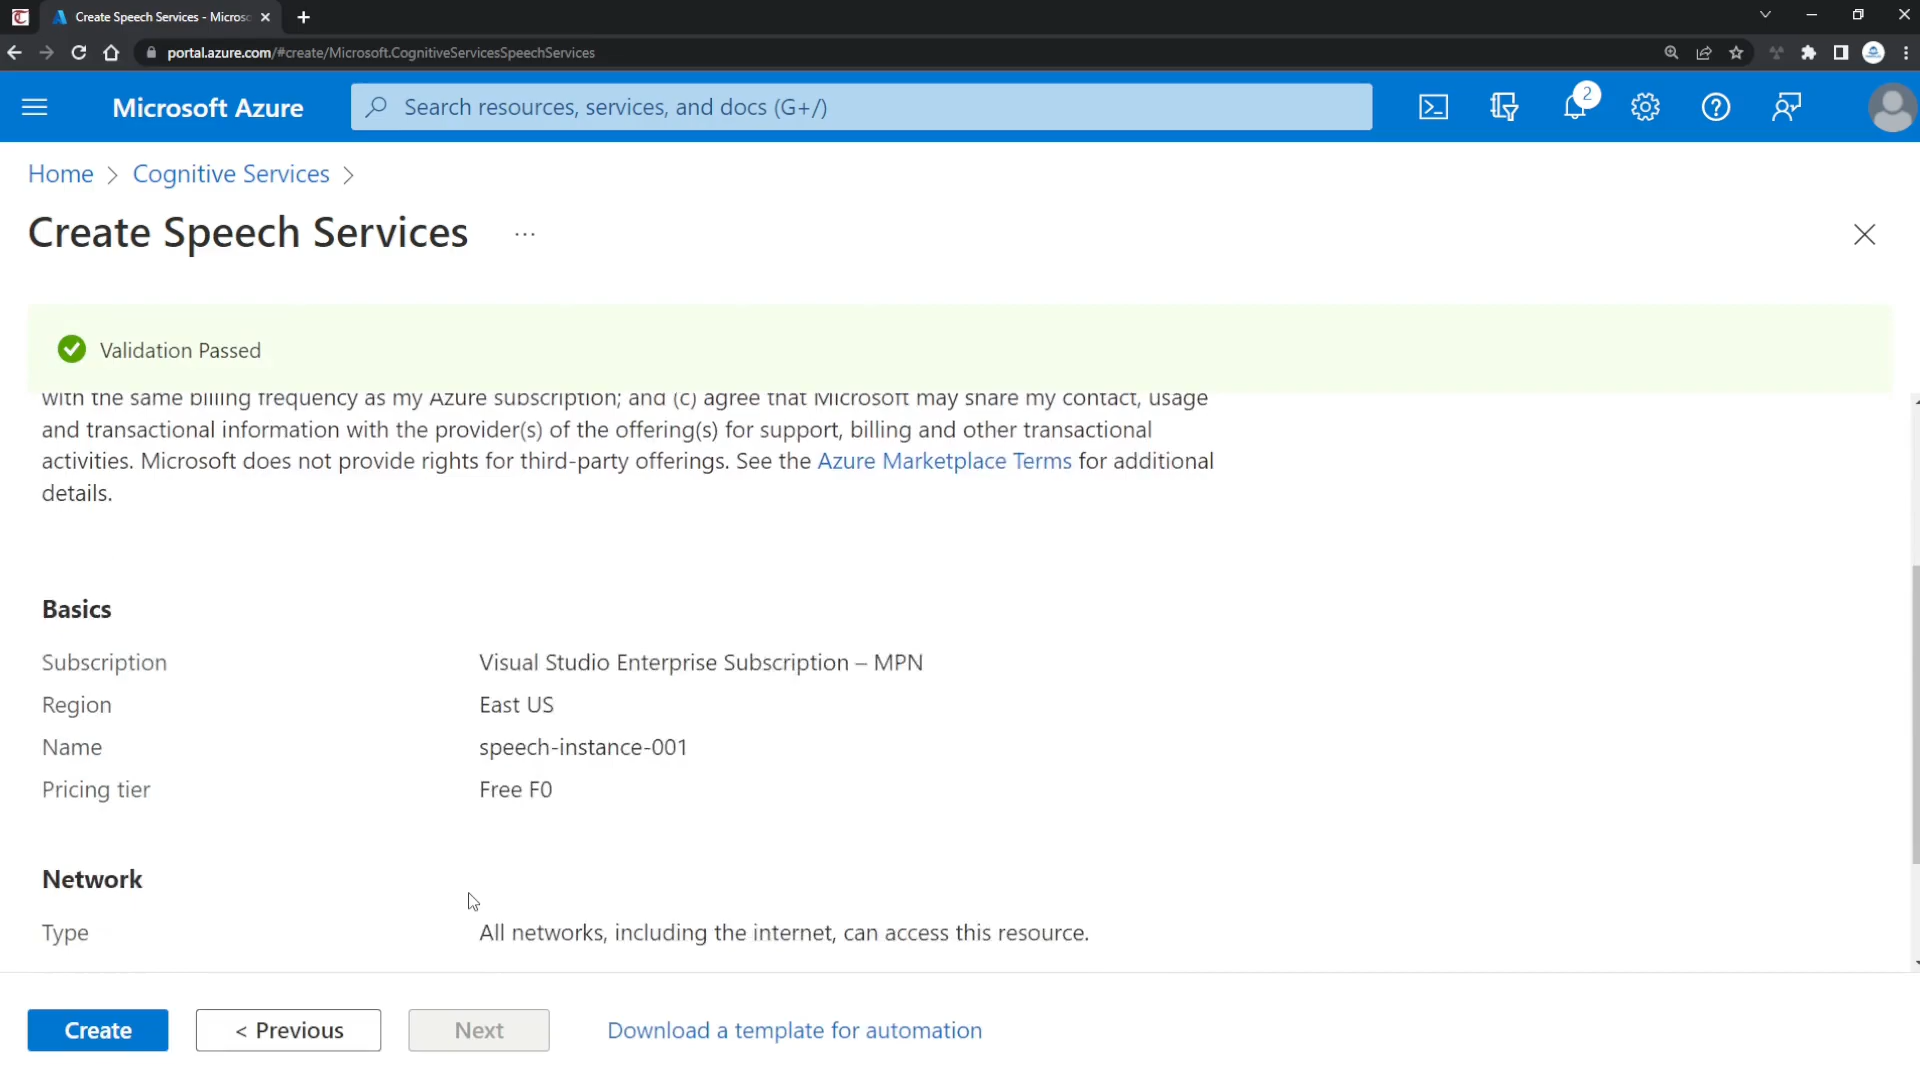 Create Speech Services - Micros
portal.azure.com/#create/Microsoft.CognitiveServicesSpeechServices
Microsoft Azure
Search resources, services, and docs (G+/)
2
Home > Cognitive Services >
Create Speech Services ...
Validation Passed
with the same billing frequency as my Azure subscription; and (c) agree that Microsoft may share my contact, usage
and transactional information with the provider(s) of the offering(s) for support, billing and other transactional
activities. Microsoft does not provide rights for third-party offerings. See the Azure Marketplace Terms for additional
details.
Basics
Subscription Visual Studio Enterprise Subscription – MPN
Region East US
Name speech-instance-001
Pricing tier Free F0
Network
Type All networks, including the internet, can access this resource.
Create < Previous Next Download a template for automation